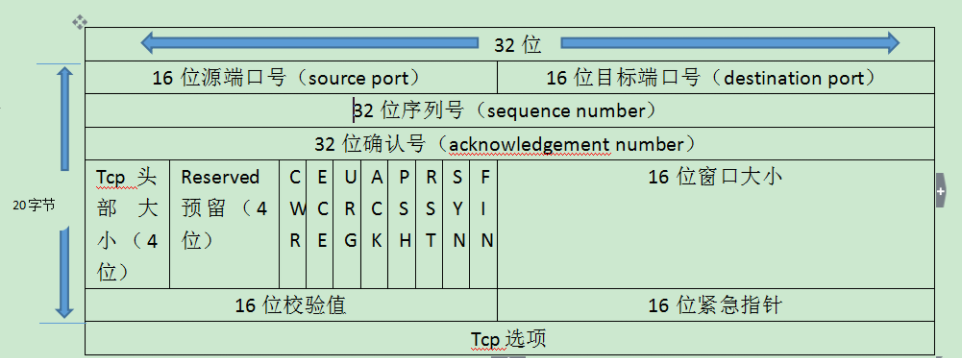 32 位
16 位源端口号（source port）
16 位目标端口号（destination port）
32 位序列号（sequence number）
32 位确认号（acknowledgement number）
Tcp 头
部 大
小（4
位）
Reserved
预留（4
位）
CWR
ECE
URG
ACK
PSH
RST
SYN
FIN
16 位窗口大小
20字节
16 位校验值
16 位紧急指针
Tcp 选项